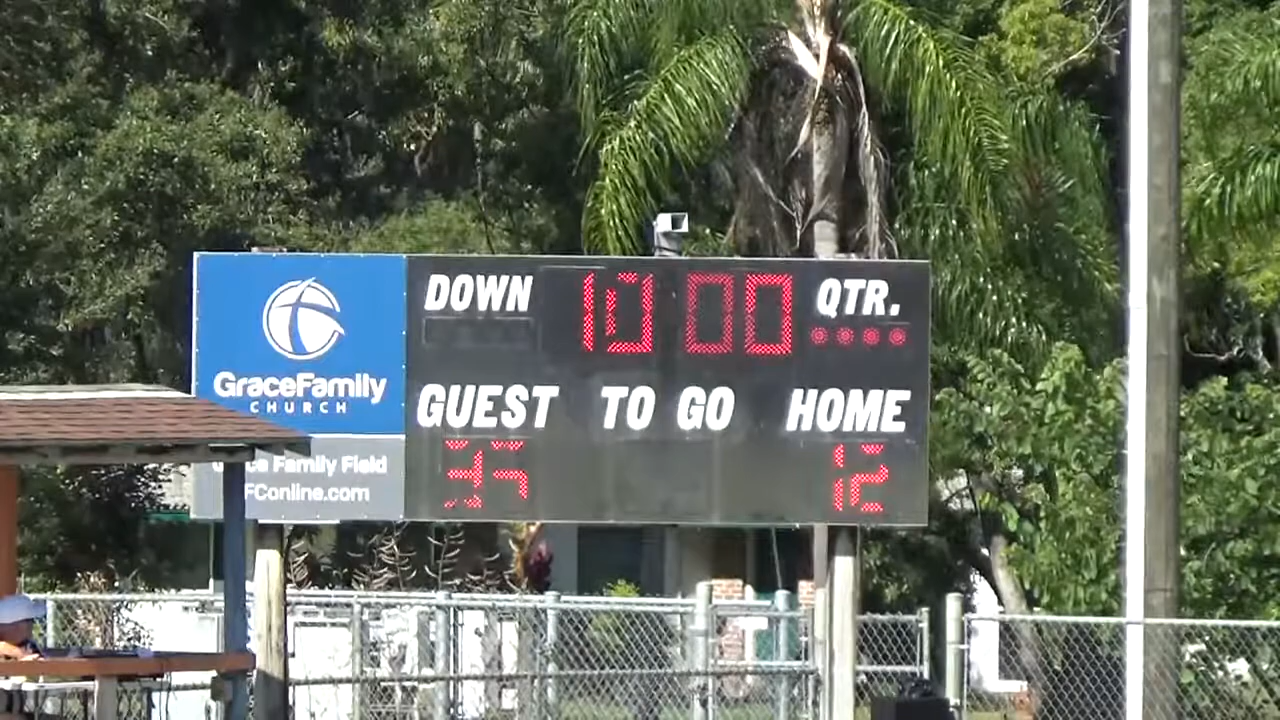 DOWN 10 00 QTR.
GraceFamily
CHURCH
GUEST TO GO HOME
35 12
Family Field
FConline.com